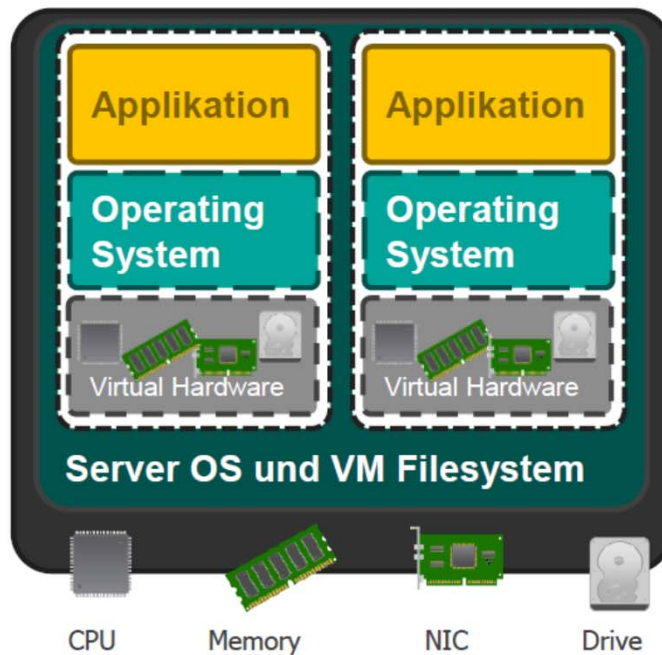 Applikation
Applikation
Operating
System
Operating
System
Virtual Hardware
Virtual Hardware
Server OS und VM Filesystem
CPU
Memory
NIC
Drive